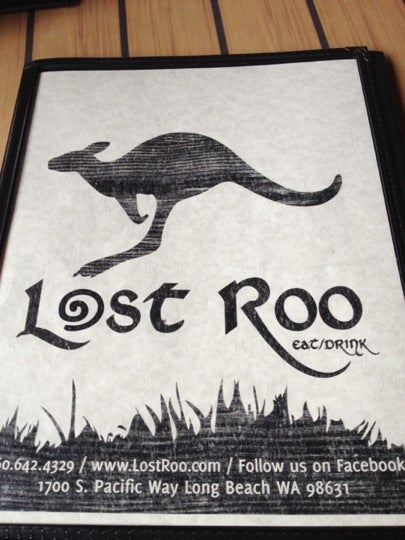 Lost Roo
eat/drink
60.642.4329 / www.LostRoo.com / Follow us on Facebook
1700 S. Pacific Way Long Beach WA 98631